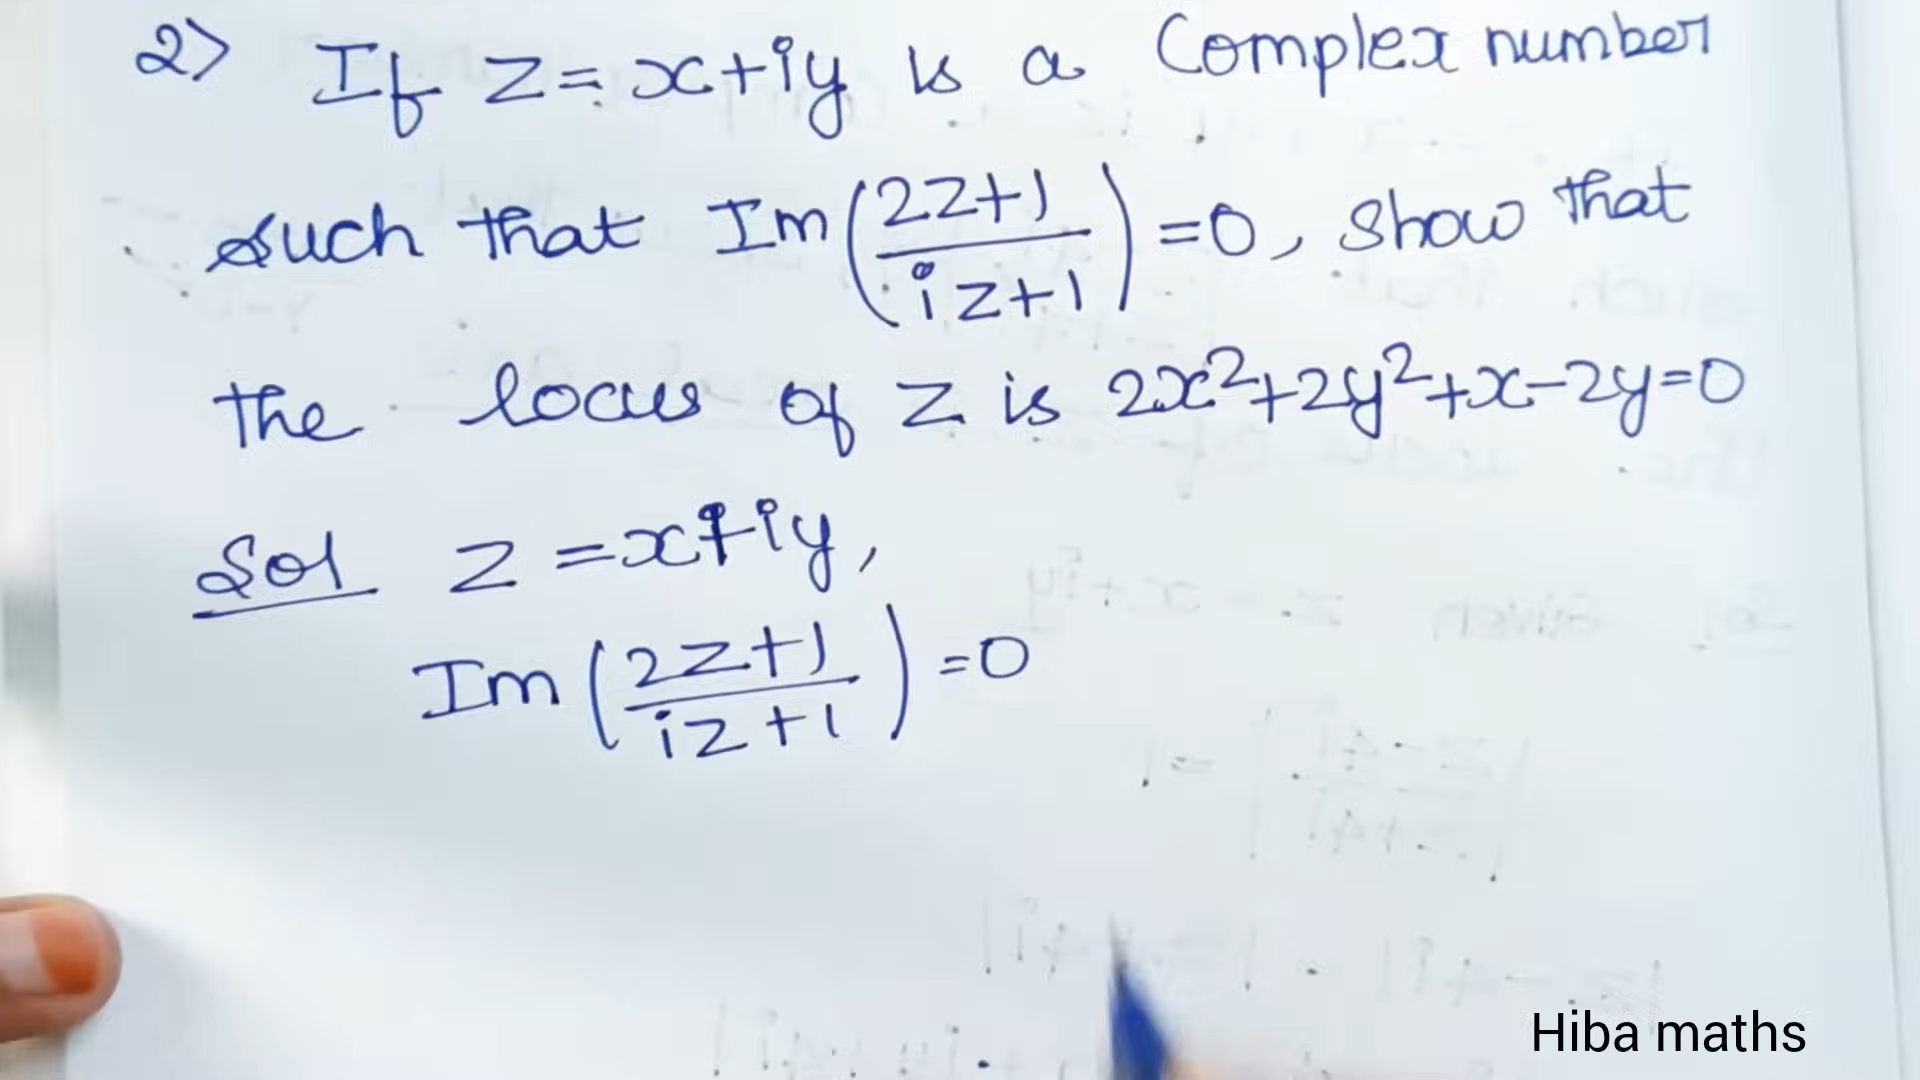 2> If z=x+iy is a Complex number
such that Im(2z+1/iz+1)=0, show that
the locus of z is 2x²+2y²+x-2y=0
Sol z=x+iy,
Im(2z+1/iz+1)=0
Hiba maths